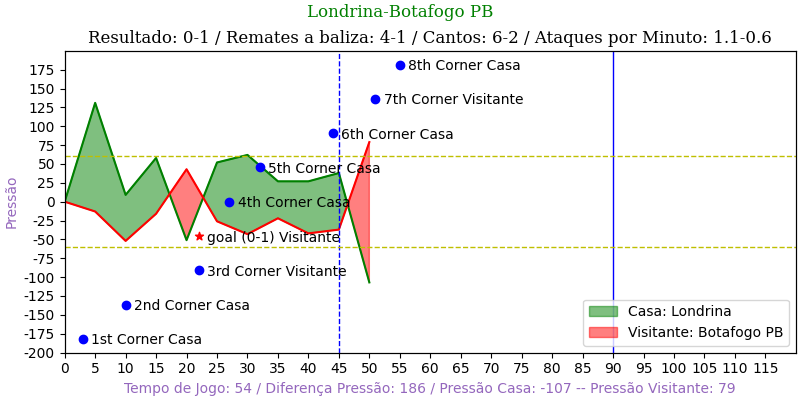 Londrina-Botafogo PB
Resultado: 0-1 / Remates a baliza: 4-1 / Cantos: 6-2 / Ataques por Minuto: 1.1-0.6
Pressão
175
150
125
100
75
50
25
0
-25
-50
-75
-100
-125
-150
-175
-200
8th Corner Casa
7th Corner Visitante
6th Corner Casa
5th Corner Casa
4th Corner Casa
goal (0-1) Visitante
3rd Corner Visitante
2nd Corner Casa
1st Corner Casa
Casa: Londrina
Visitante: Botafogo PB
0 5 10 15 20 25 30 35 40 45 50 55 60 65 70 75 80 85 90 95 100 105 110 115
Tempo de Jogo: 54 / Diferença Pressão: 186 / Pressão Casa: -107 -- Pressão Visitante: 79